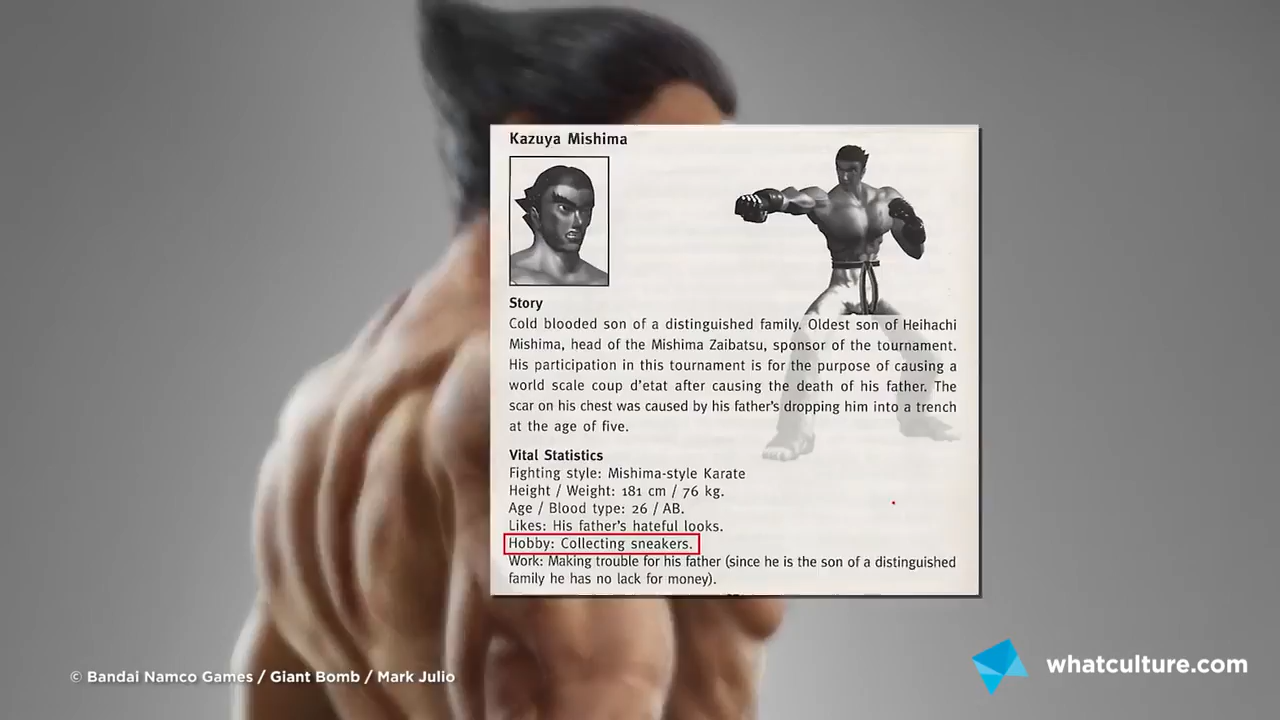 Kazuya Mishima
Story
Cold blooded son of a distinguished family. Oldest son of Heihachi
Mishima, head of the Mishima Zaibatsu, sponsor of the tournament.
His participation in this tournament is for the purpose of causing a
world scale coup d'etat after causing the death of his father. The
scar on his chest was caused by his father's dropping him into a trench
at the age of five.
Vital Statistics
Fighting style: Mishima-style Karate
Height / Weight: 181 cm / 76 kg.
Age / Blood type: 26 / AB.
Likes: His father's hateful looks.
Hobby: Collecting sneakers.
Work: Making trouble for his father (since he is the son of a distinguished
family he has no lack for money).
© Bandai Namco Games / Giant Bomb / Mark Julio
whatculture.com